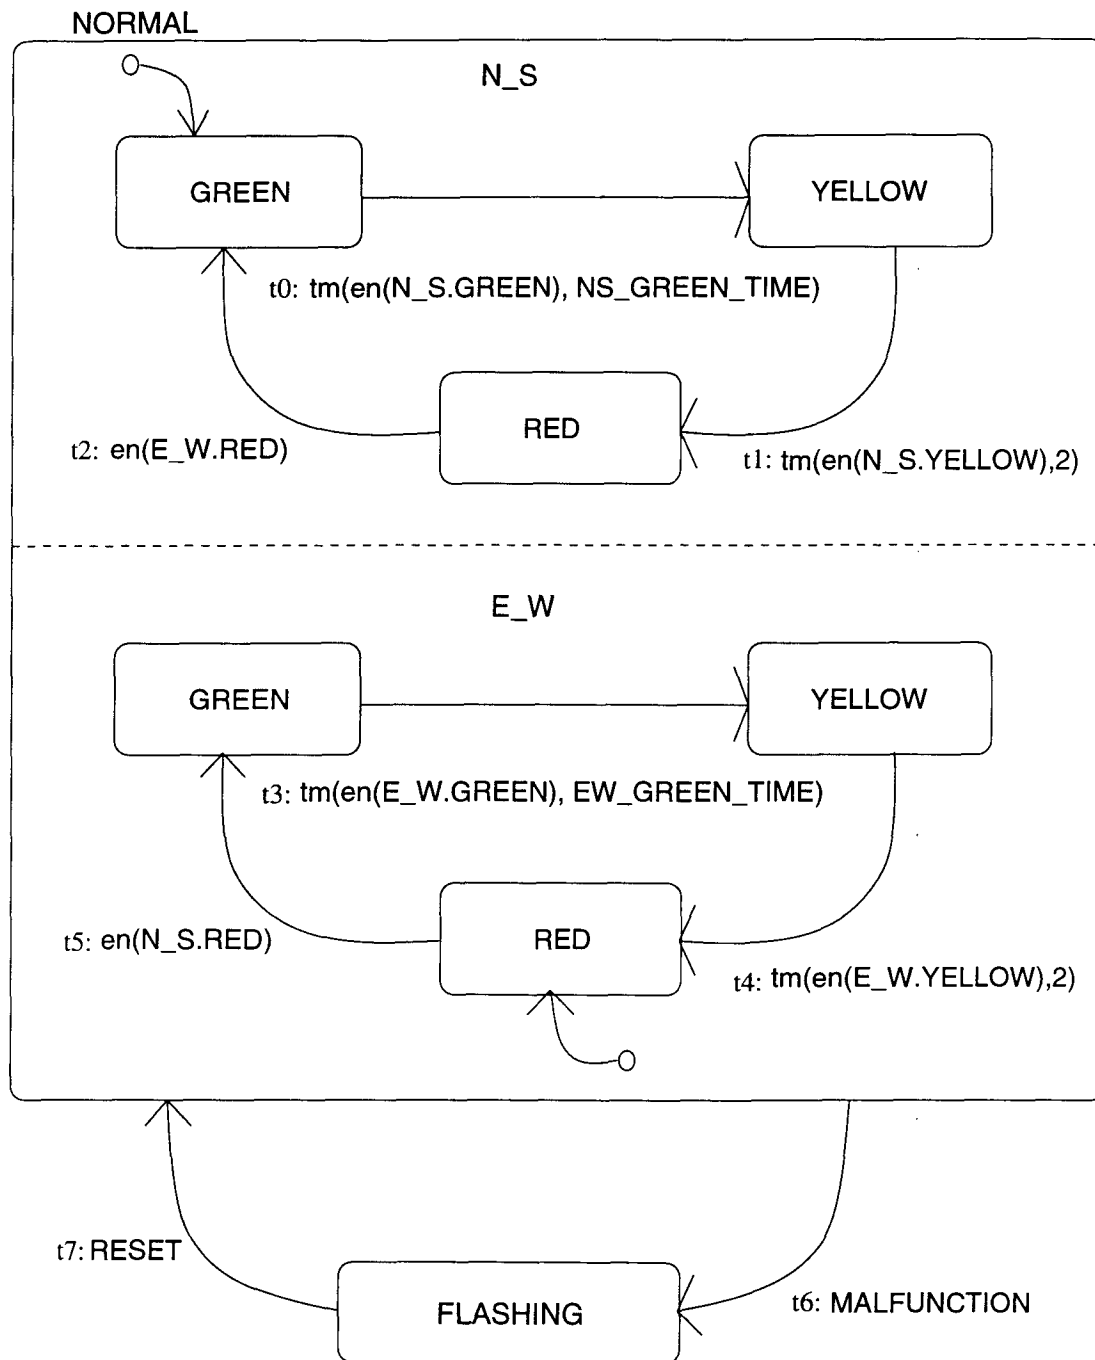 NORMAL
N_S
GREEN
YELLOW
t0: tm(en(N_S.GREEN), NS_GREEN_TIME)
RED
t2: en(E_W.RED)
t1: tm(en(N_S.YELLOW),2)
E_W
GREEN
YELLOW
t3: tm(en(E_W.GREEN), EW_GREEN_TIME)
RED
t5: en(N_S.RED)
t4: tm(en(E_W.YELLOW),2)
t7: RESET
FLASHING
t6: MALFUNCTION